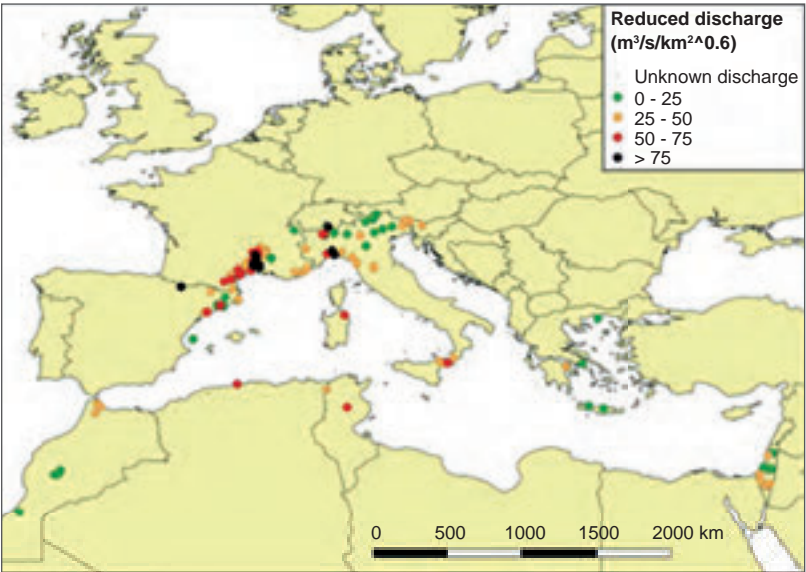 Reduced discharge
(m³/s/km²^0.6)
Unknown discharge
0 - 25
25 - 50
50 - 75
> 75
0 500 1000 1500 2000 km